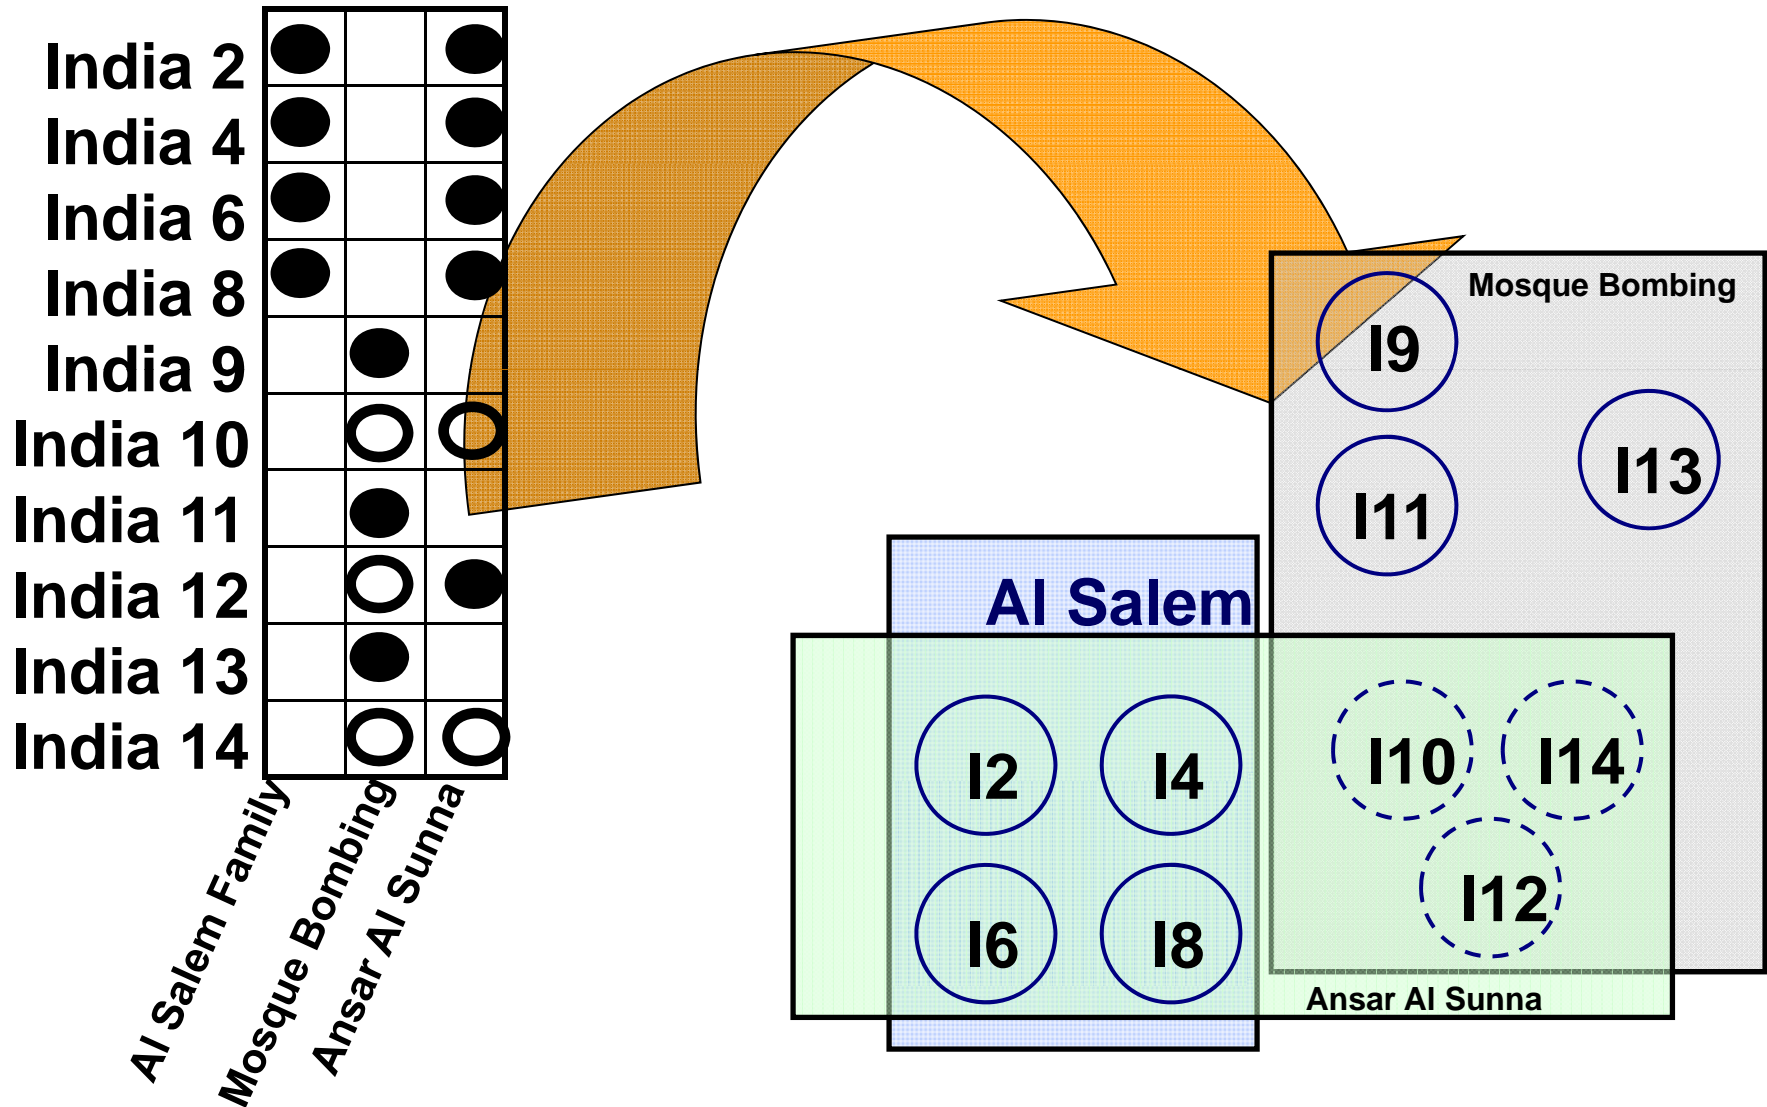 India 2
India 4
India 6
India 8
India 9
India 10
India 11
India 12
India 13
India 14
Al Salem Family
Mosque Bombing
Ansar Al Sunna
Mosque Bombing
I9
I13
I11
Al Salem
I2
I4
I10
I14
I12
I6
I8
Ansar Al Sunna